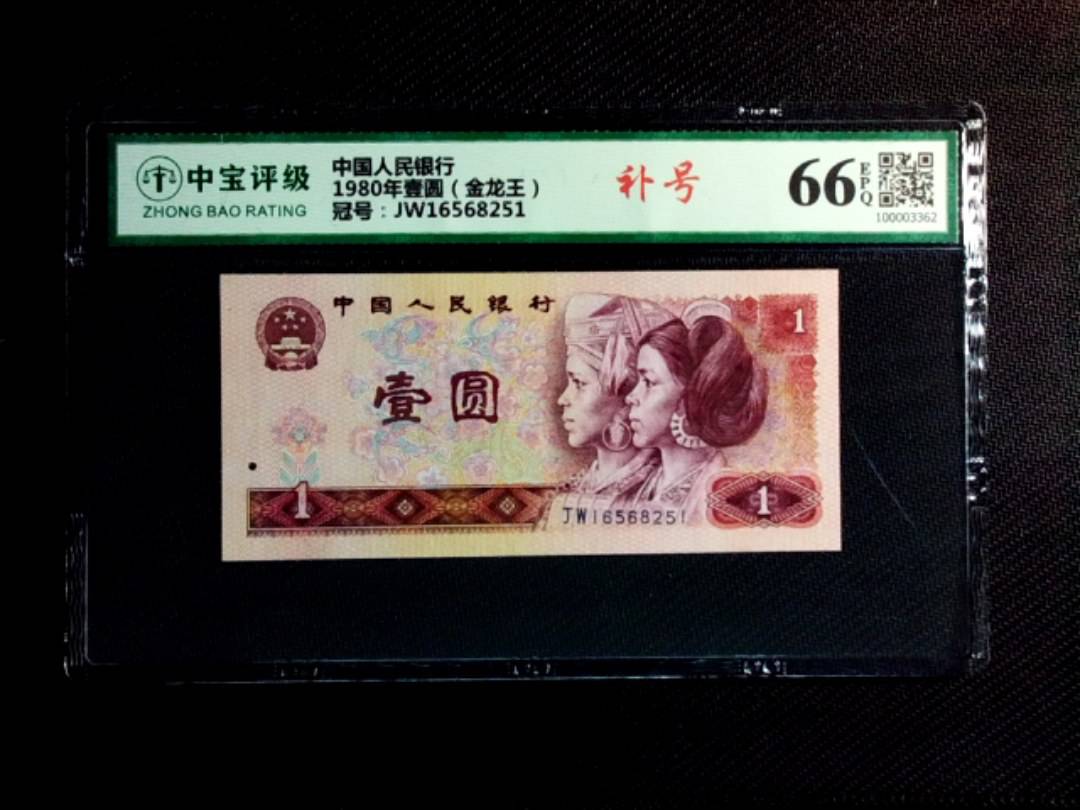 中宝评级
ZHONG BAO RATING
中国人民银行
1980年壹圆（金龙王）
冠号：JW16568251
补号
66
EPQ
100003362
中国人民银行
壹圆
1
1
JW16568251
1